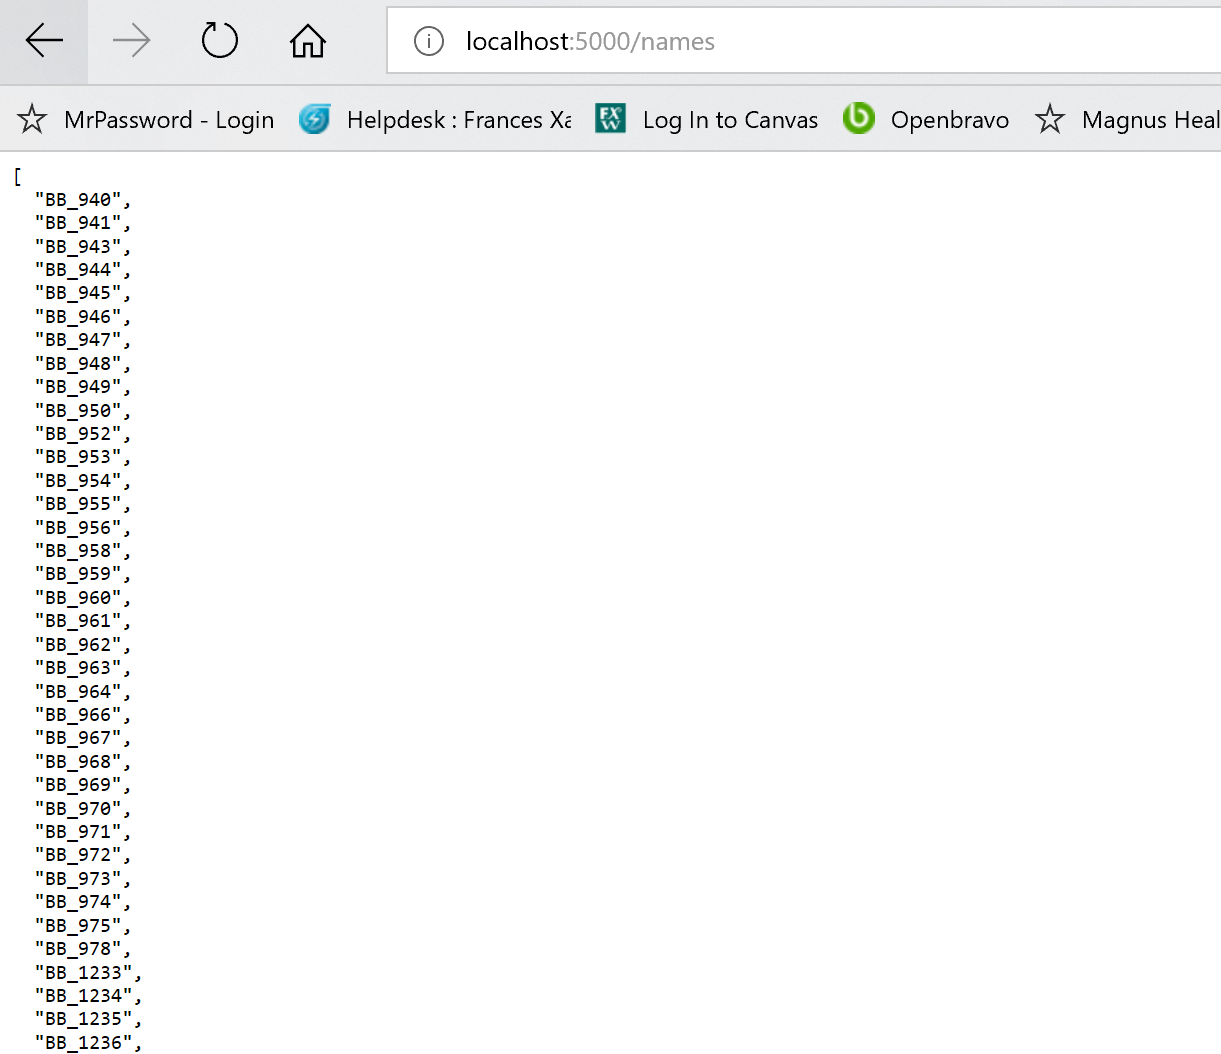 localhost:5000/names
MrPassword - Login Helpdesk : Frances Xa FX W Log In to Canvas Openbravo Magnus Heal
[
"BB_940",
"BB_941",
"BB_943",
"BB_944",
"BB_945",
"BB_946",
"BB_947",
"BB_948",
"BB_949",
"BB_950",
"BB_952",
"BB_953",
"BB_954",
"BB_955",
"BB_956",
"BB_958",
"BB_959",
"BB_960",
"BB_961",
"BB_962",
"BB_963",
"BB_964",
"BB_966",
"BB_967",
"BB_968",
"BB_969",
"BB_970",
"BB_971",
"BB_972",
"BB_973",
"BB_974",
"BB_975",
"BB_978",
"BB_1233",
"BB_1234",
"BB_1235",
"BB_1236",